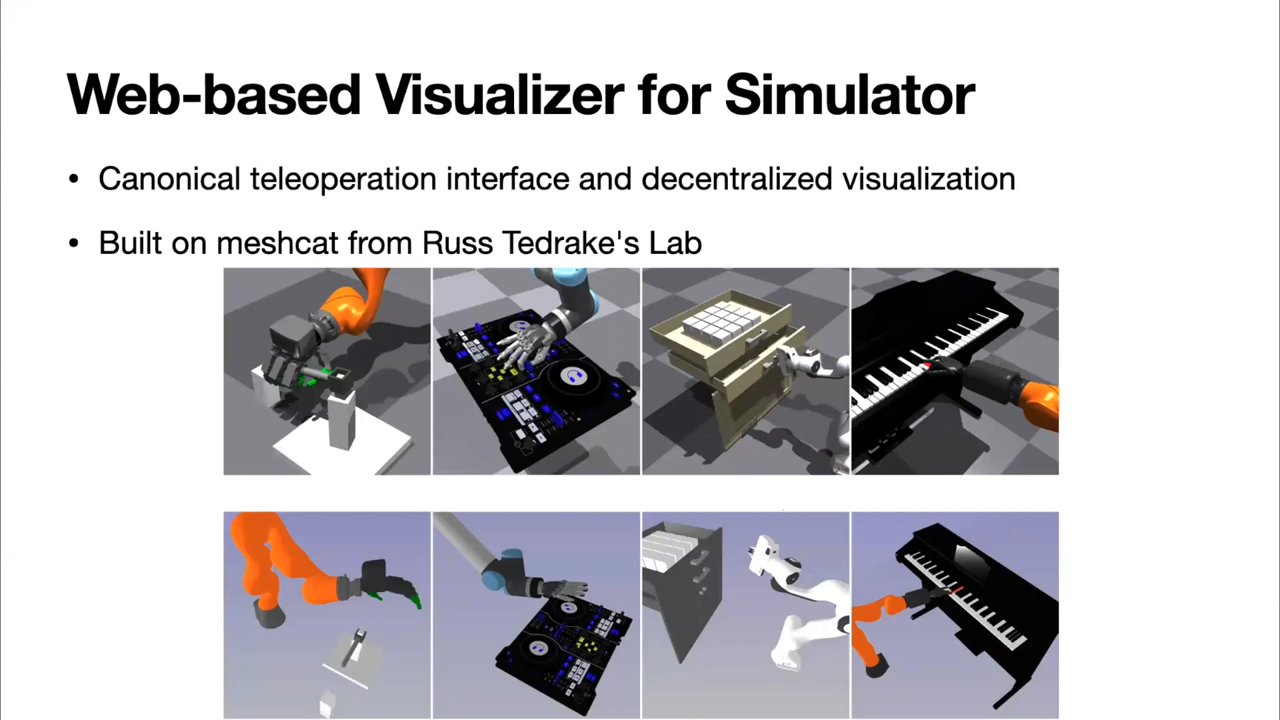 Web-based Visualizer for Simulator
• Canonical teleoperation interface and decentralized visualization
• Built on meshcat from Russ Tedrake's Lab